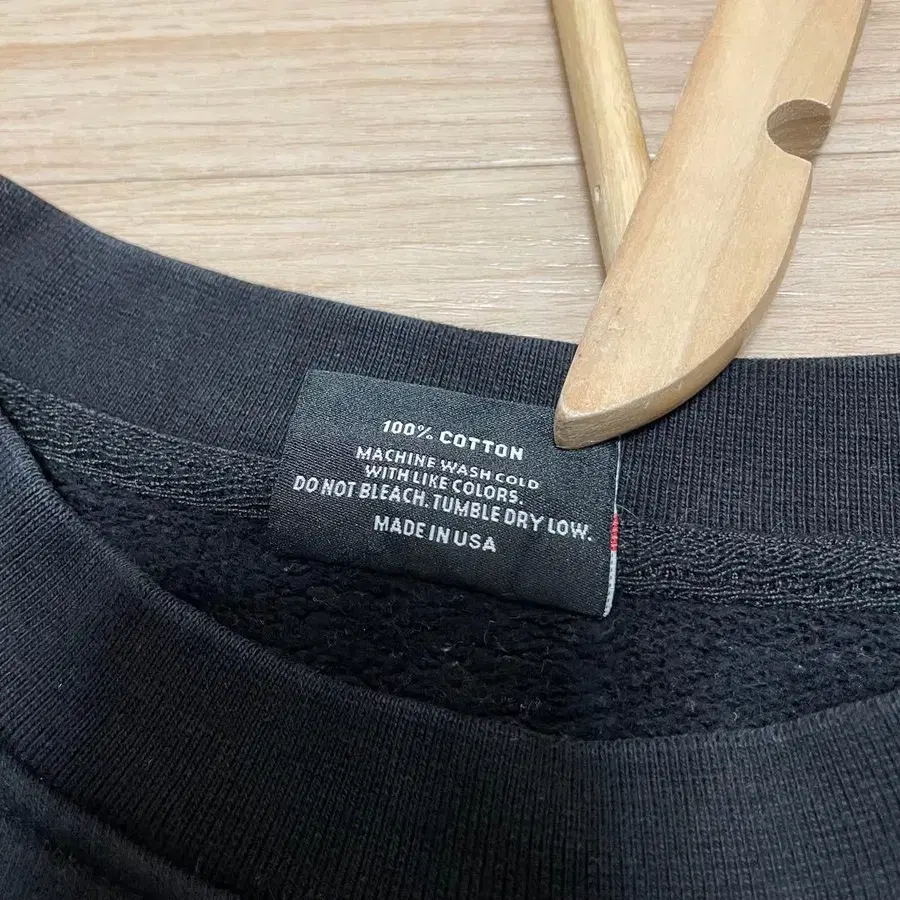 100% COTTON
MACHINE WASH COLD
WITH LIKE COLORS.
DO NOT BLEACH. TUMBLE DRY LOW.
MADE IN USA